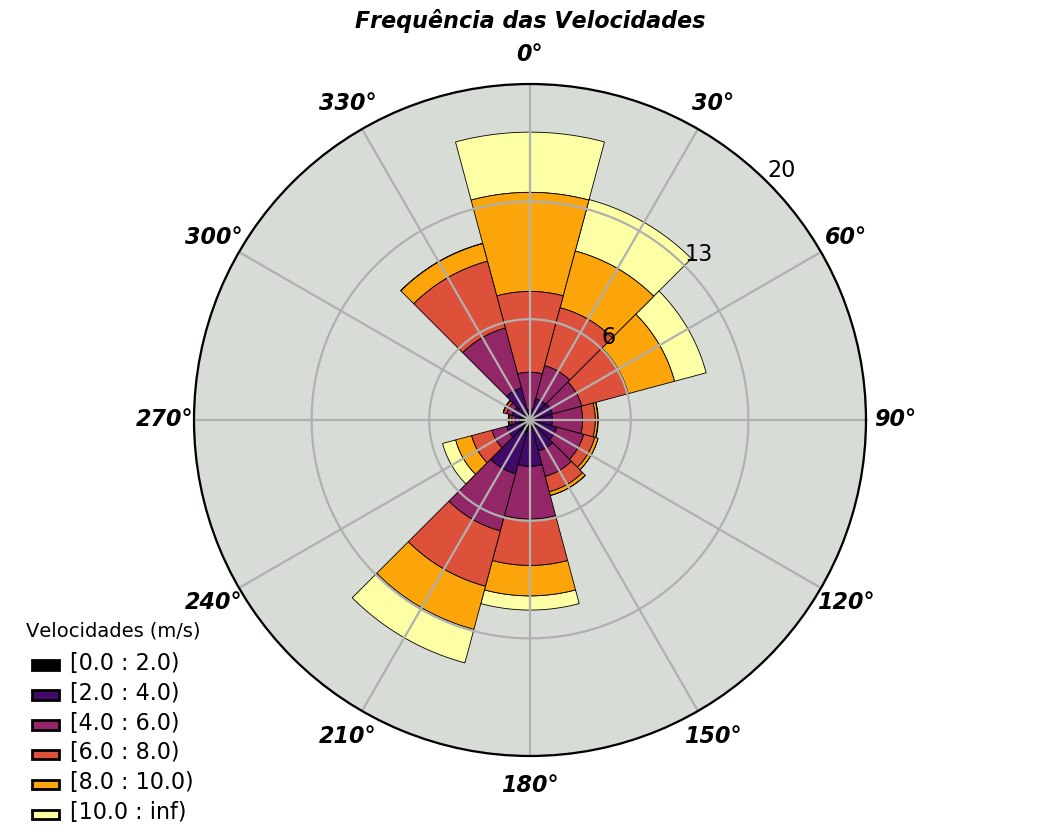 Frequência das Velocidades
0°
330°
30°
20
300°
60°
13
6
270°
90°
240°
120°
Velocidades (m/s)
[0.0 : 2.0)
[2.0 : 4.0)
[4.0 : 6.0)
210°
150°
[6.0 : 8.0)
[8.0 : 10.0)
180°
[10.0 : inf)